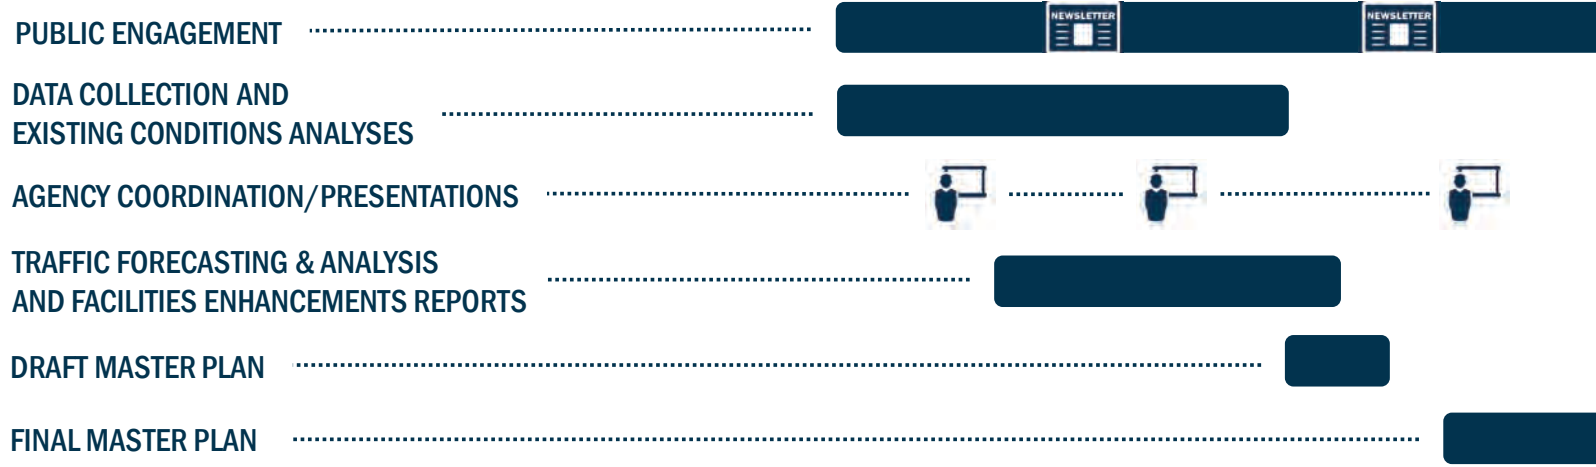 PUBLIC ENGAGEMENT
NEWSLETTER
NEWSLETTER
DATA COLLECTION AND
EXISTING CONDITIONS ANALYSES
AGENCY COORDINATION/PRESENTATIONS
TRAFFIC FORECASTING & ANALYSIS
AND FACILITIES ENHANCEMENTS REPORTS
DRAFT MASTER PLAN
FINAL MASTER PLAN